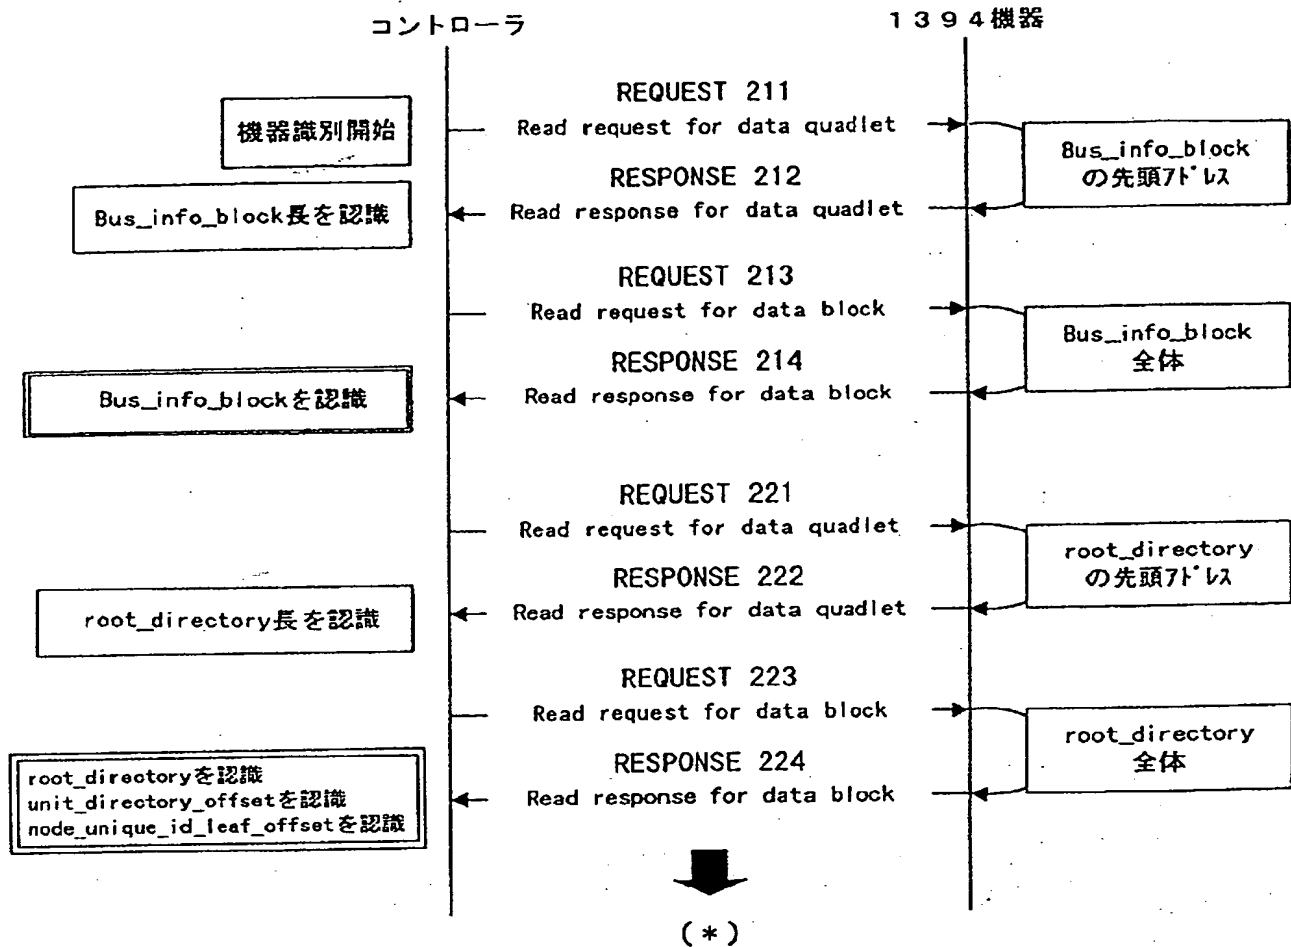 コントローラ
1394機器
REQUEST 211
機器識別開始
Read request for data quadlet
Bus_info_block
の先頭ｱﾄﾞﾚｽ
RESPONSE 212
Bus_info_block長を認識
Read response for data quadlet
REQUEST 213
Read request for data block
Bus_info_block
全体
RESPONSE 214
Bus_info_blockを認識
Read response for data block
REQUEST 221
Read request for data quadlet
root_directory
の先頭ｱﾄﾞﾚｽ
RESPONSE 222
root_directory長を認識
Read response for data quadlet
REQUEST 223
Read request for data block
root_directory
全体
RESPONSE 224
Read response for data block
root_directoryを認識
unit_directory_offsetを認識
node_unique_id_leaf_offsetを認識
(*)